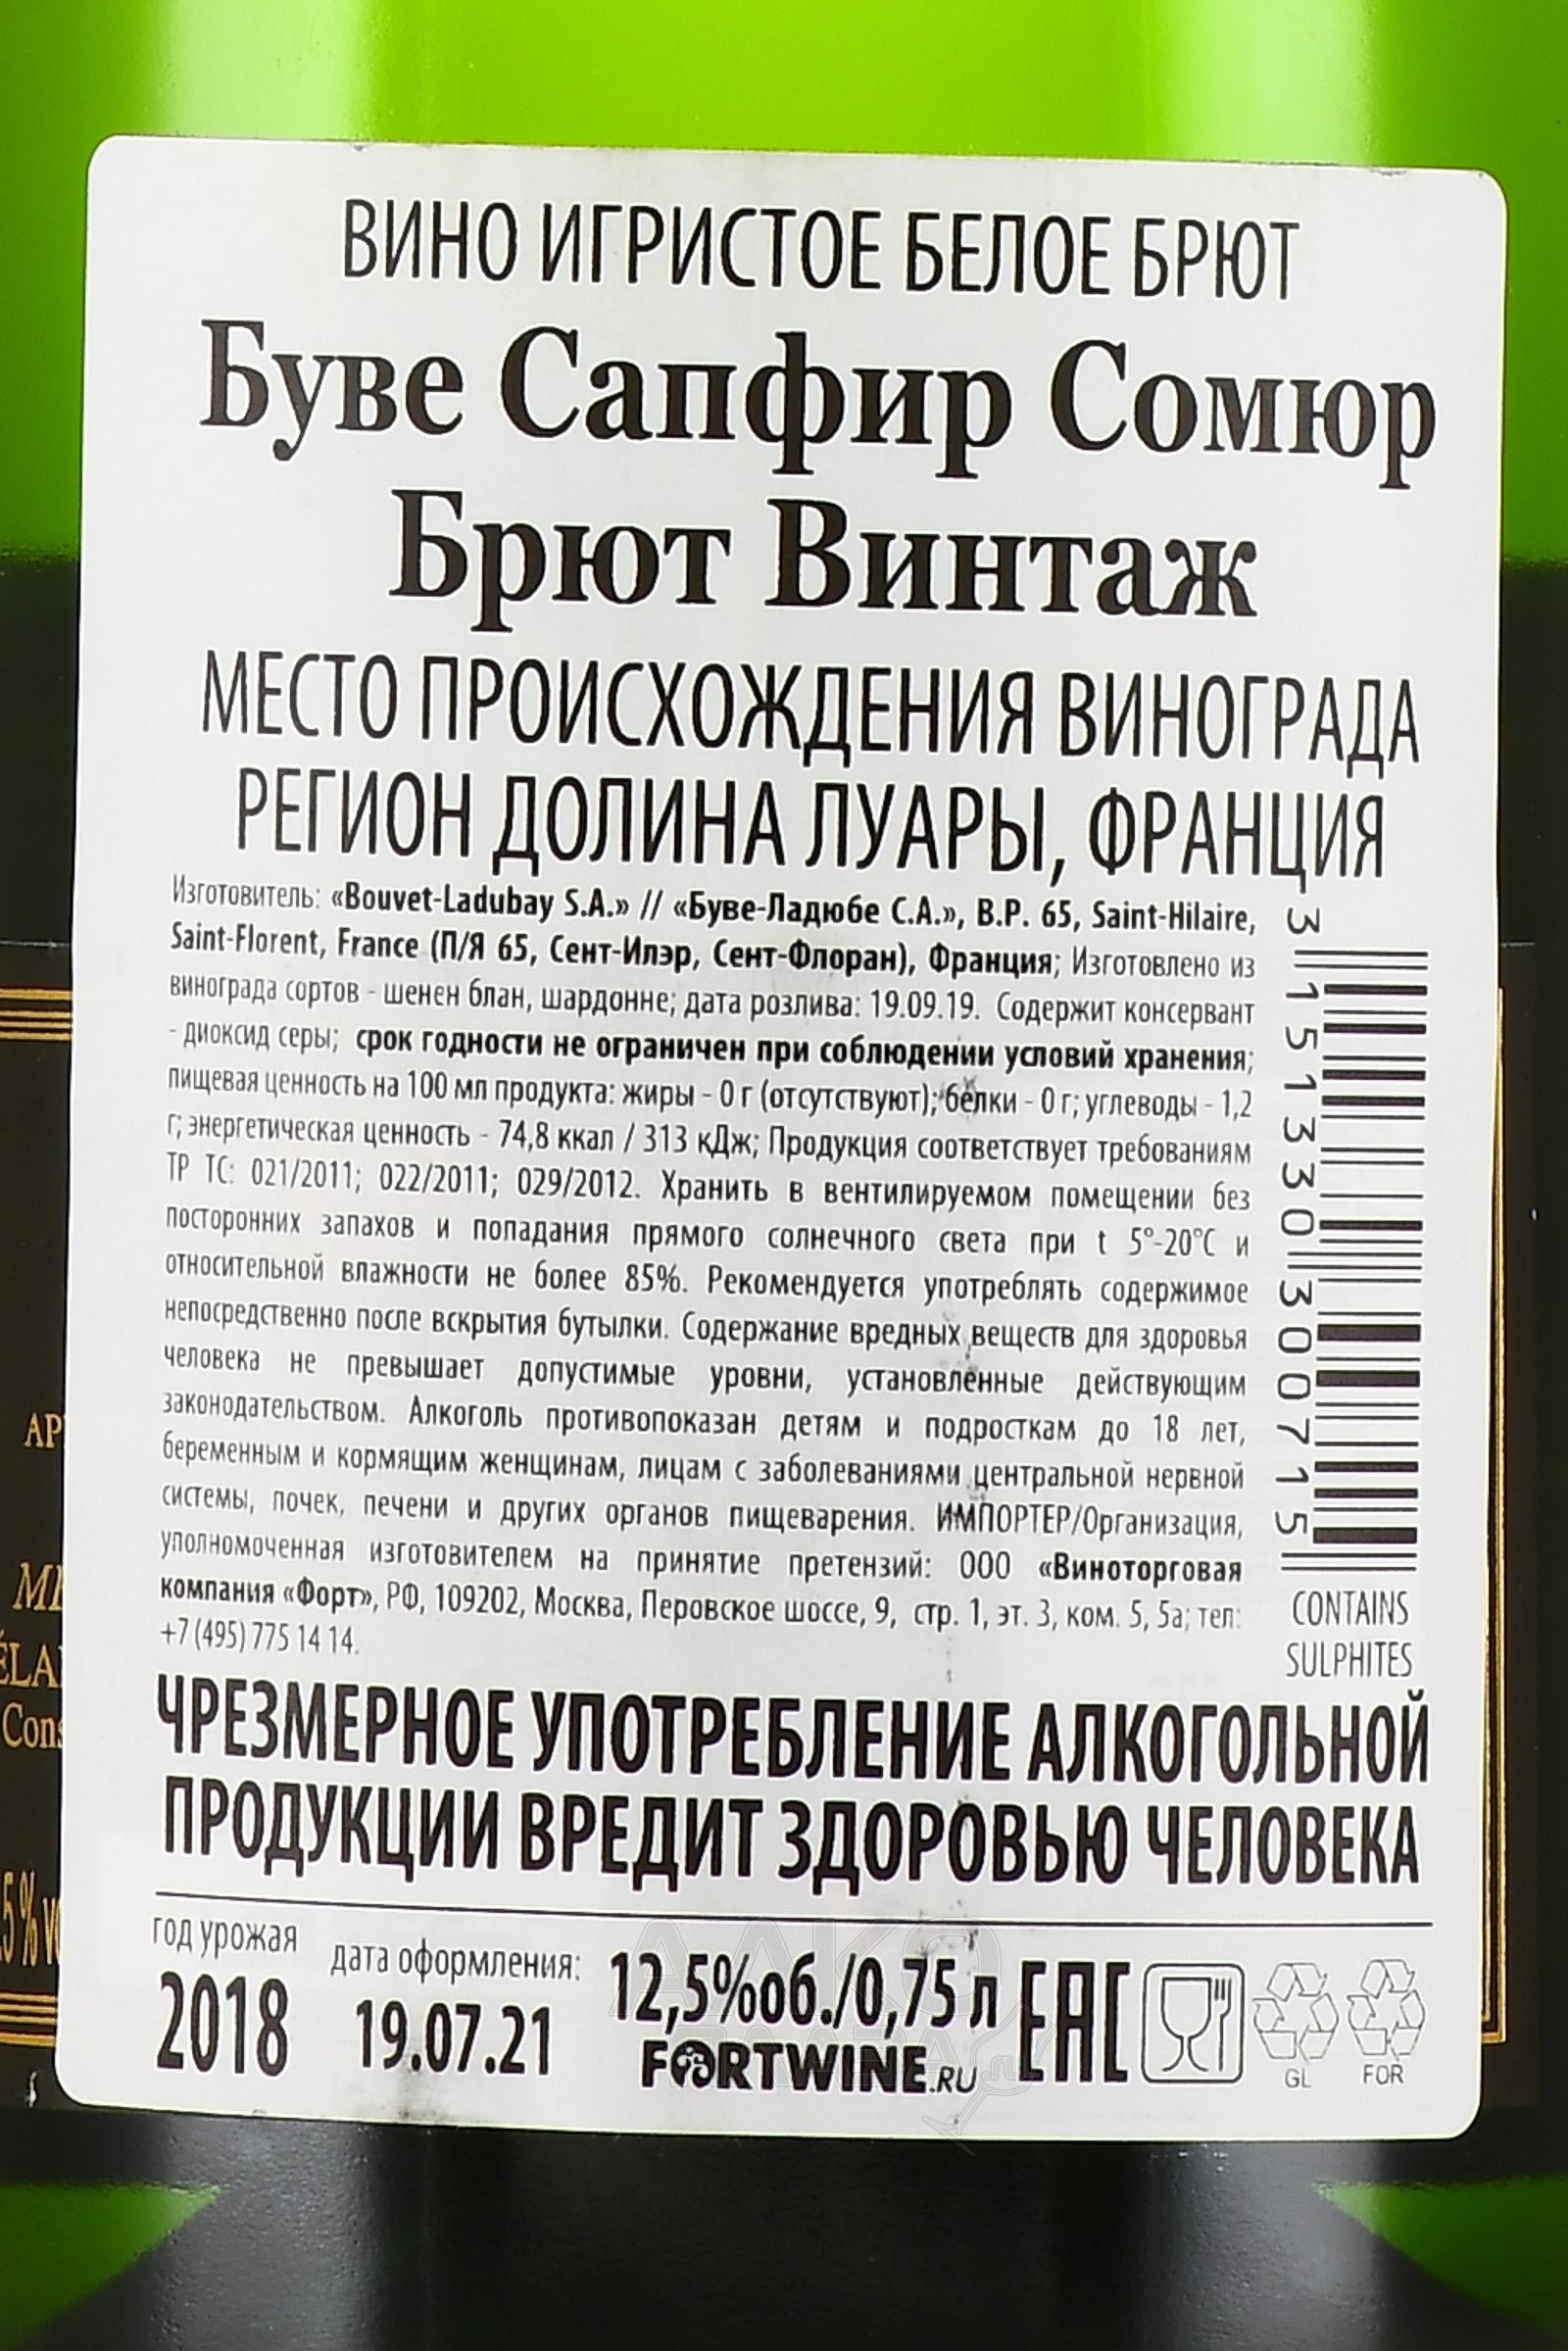 ВИНО ИГРИСТОЕ БЕЛОЕ БРЮТ
Буве Сапфир Сомюр
Брют Винтаж
МЕСТО ПРОИСХОЖДЕНИЯ ВИНОГРАДА
РЕГИОН ДОЛИНА ЛУАРЫ, ФРАНЦИЯ
Изготовитель: «Bouvet-Ladubay S.A.» // «Буве-Ладюбе С.А.», B.P. 65, Saint-Hilaire,
Saint-Florent, France (П/Я 65, Сент-Илэр, Сент-Флоран), Франция; Изготовлено из
винограда сортов - шенен блан, шардонне; дата розлива: 19.09.19. Содержит консервант
- диоксид серы; срок годности не ограничен при соблюдении условий хранения;
пищевая ценность на 100 мл продукта: жиры - 0 г (отсутствуют); белки - 0 г; углеводы - 1,2
г; энергетическая ценность - 74,8 ккал / 313 кДж; Продукция соответствует требованиям
ТР ТС: 021/2011; 022/2011; 029/2012. Хранить в вентилируемом помещении без
посторонних запахов и попадания прямого солнечного света при t 5°-20°С и
относительной влажности не более 85%. Рекомендуется употреблять содержимое
непосредственно после вскрытия бутылки. Содержание вредных веществ для здоровья
человека не превышает допустимые уровни, установленные действующим
законодательством. Алкоголь противопоказан детям и подросткам до 18 лет,
беременным и кормящим женщинам, лицам с заболеваниями центральной нервной
системы, почек, печени и других органов пищеварения. ИМПОРТЕР/Организация,
уполномоченная изготовителем на принятие претензий: ООО «Виноторговая
компания «Форт», РФ, 109202, Москва, Перовское шоссе, 9, стр. 1, эт. 3, ком. 5, 5а; тел:
+7 (495) 775 14 14.
3 151330 300715
CONTAINS
SULPHITES
ЧРЕЗМЕРНОЕ УПОТРЕБЛЕНИЕ АЛКОГОЛЬНОЙ
ПРОДУКЦИИ ВРЕДИТ ЗДОРОВЬЮ ЧЕЛОВЕКА
год урожая
2018
дата оформления:
19.07.21
12,5%об./0,75 л
FORTWINE.RU
EAC
GL
FOR